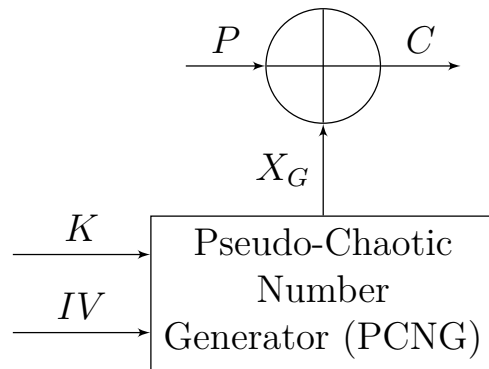 P C
X_G
K
Pseudo-Chaotic
Number
IV
Generator (PCNG)